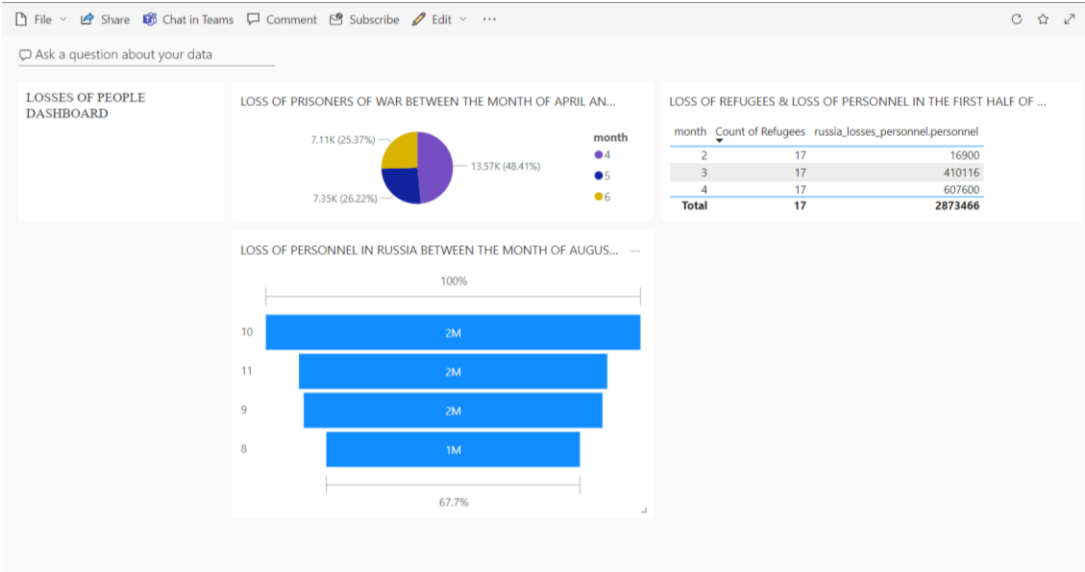 File Share Chat in Teams Comment Subscribe Edit ...
Ask a question about your data
LOSSES OF PEOPLE
DASHBOARD
LOSS OF PRISONERS OF WAR BETWEEN THE MONTH OF APRIL AN...
7.11K (25.37%)
13.57K (48.41%)
7.35K (26.22%)
month
4
5
6
LOSS OF REFUGEES & LOSS OF PERSONNEL IN THE FIRST HALF OF ...
month Count of Refugees russia_losses_personnel.personnel
2 17 16900
3 17 410116
4 17 607600
Total 17 2873466
LOSS OF PERSONNEL IN RUSSIA BETWEEN THE MONTH OF AUGUS... ...
100%
10 2M
11 2M
9 2M
8 1M
67.7%